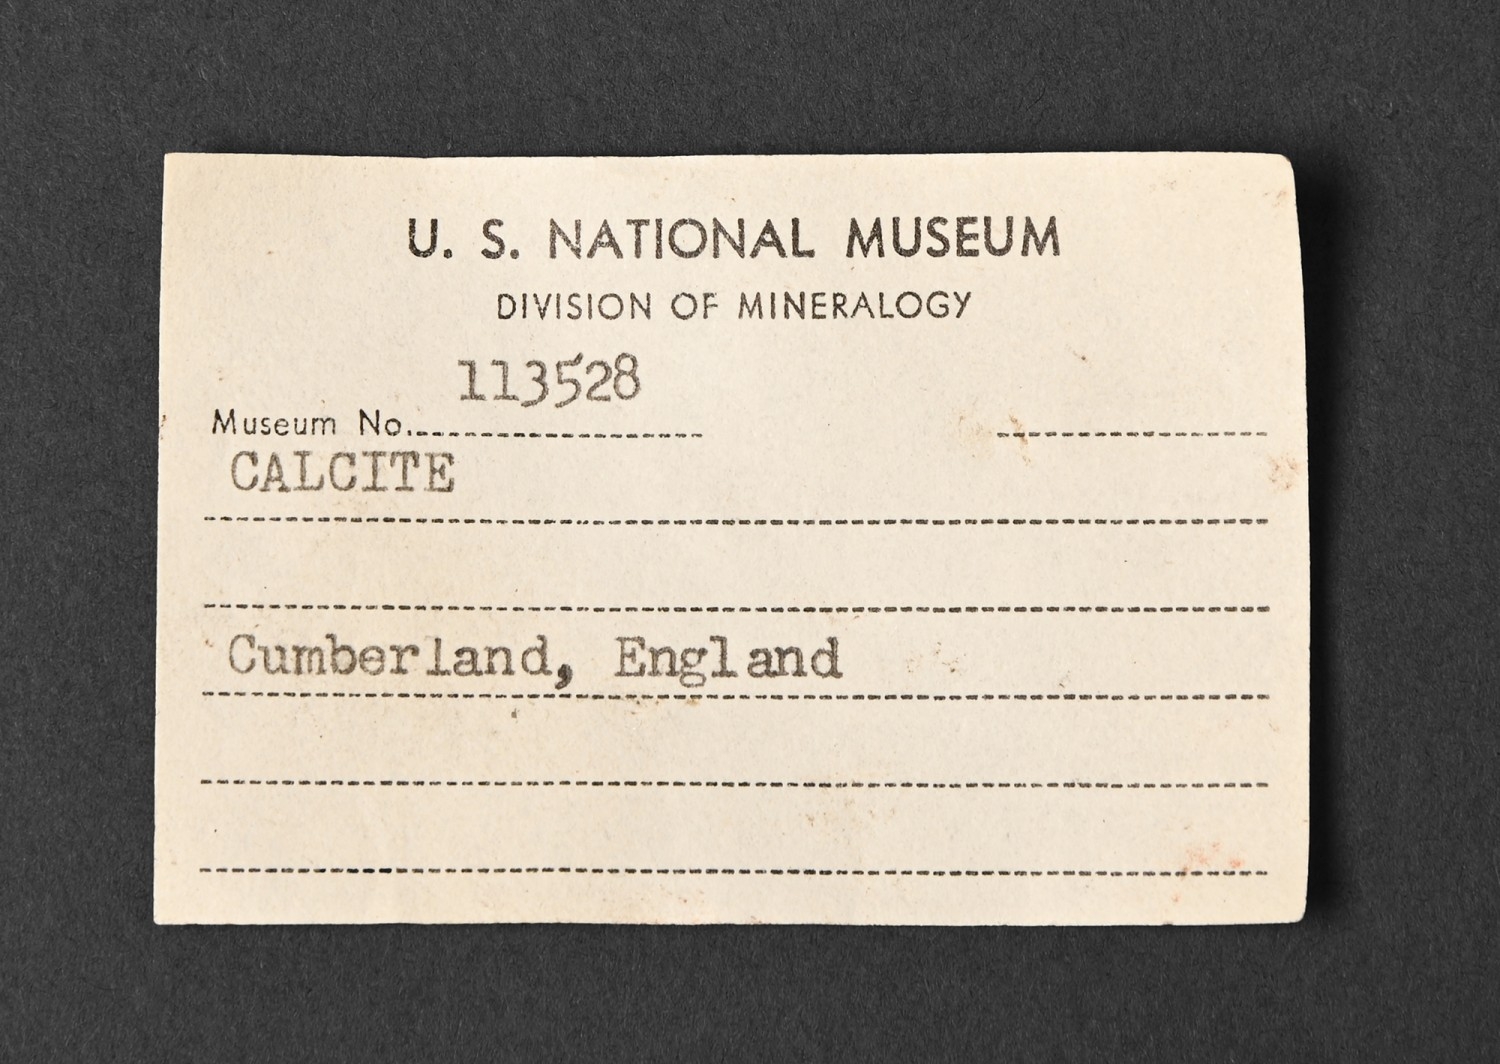 U. S. NATIONAL MUSEUM
DIVISION OF MINERALOGY
113528
Museum No.
CALCITE
Cumberland, England